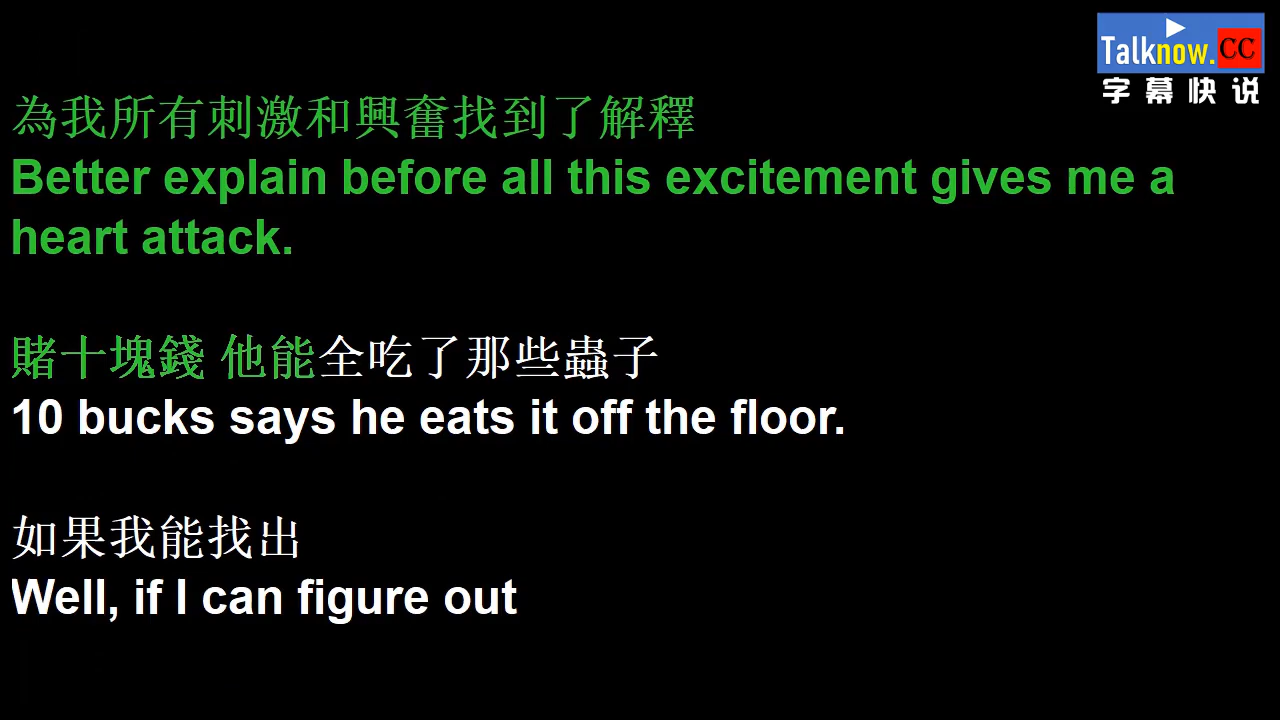 Talknow.CC
字幕快说
為我所有刺激和興奮找到了解釋
Better explain before all this excitement gives me a
heart attack.
賭十塊錢 他能全吃了那些蟲子
10 bucks says he eats it off the floor.
如果我能找出
Well, if I can figure out